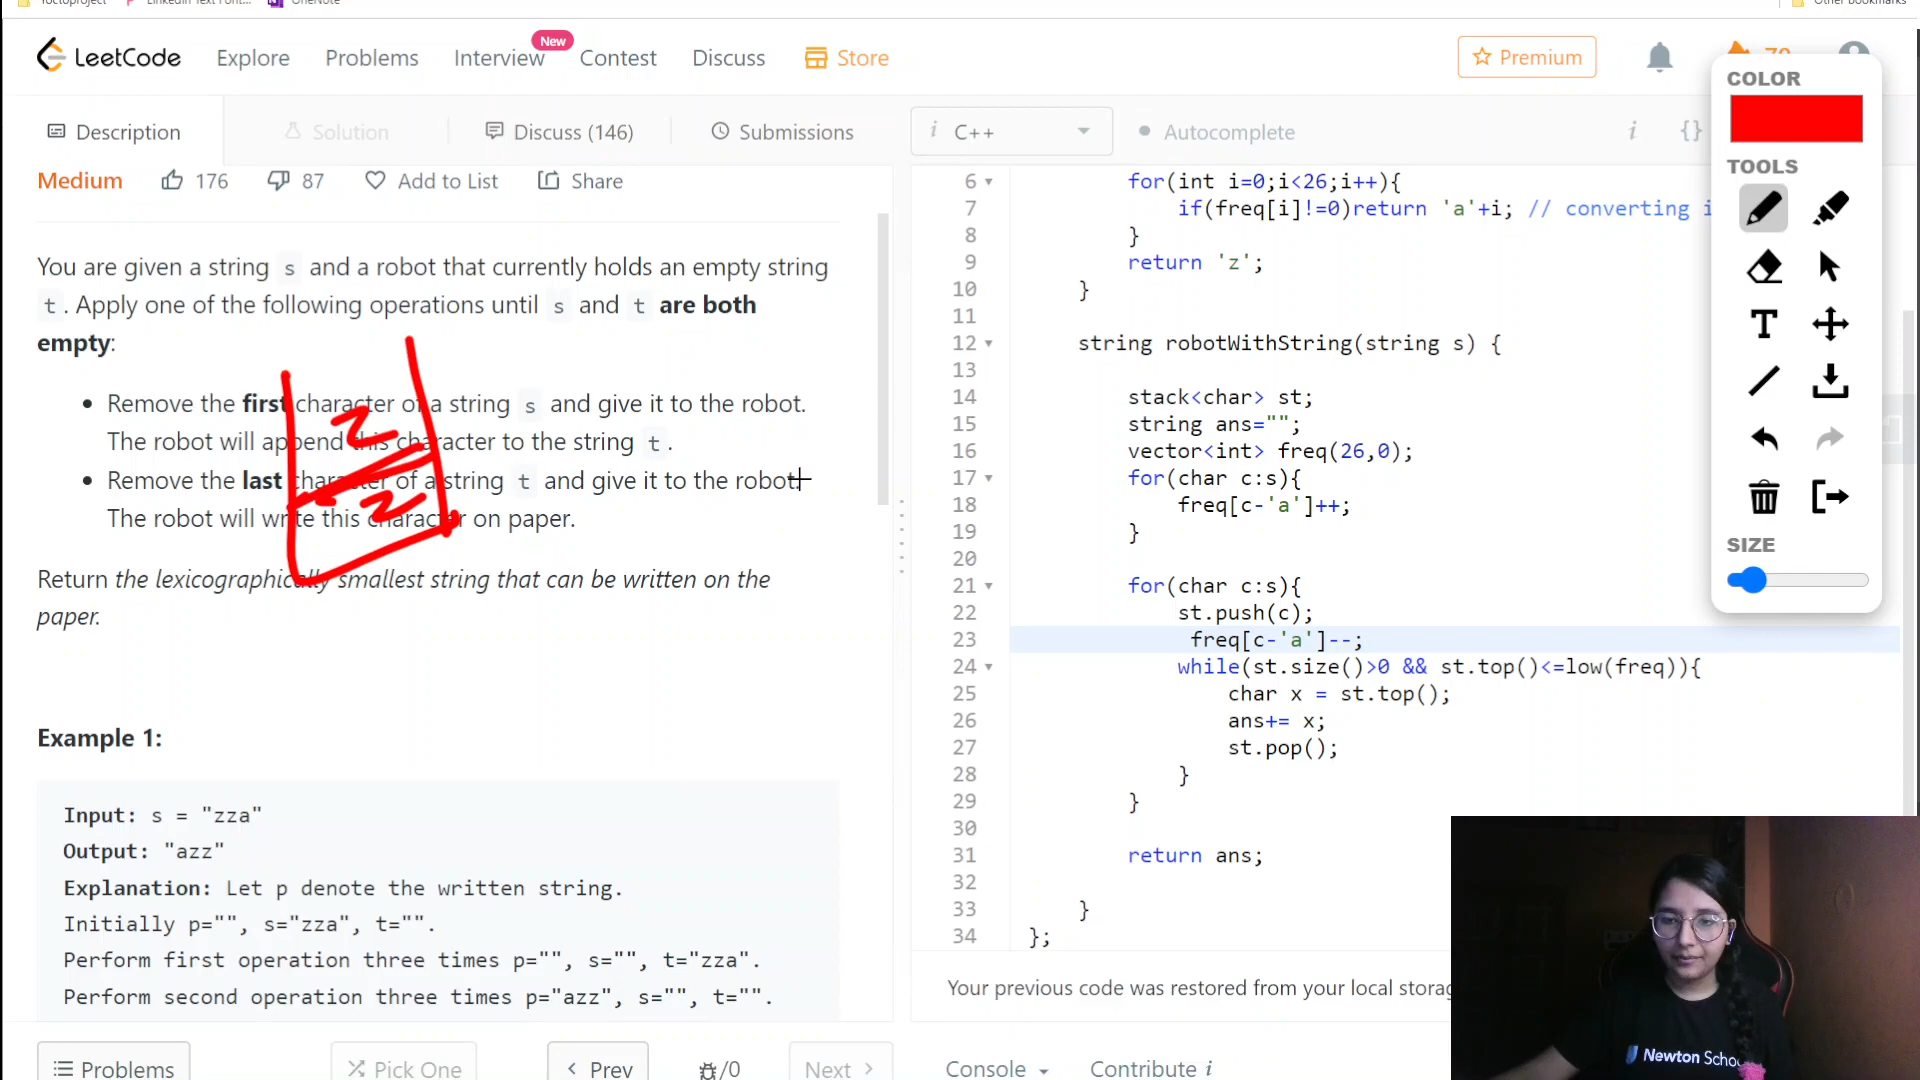 Yoctoproject LinkedIn Text Font... OneNote Other bookmarks
LeetCode Explore Problems Interview New Contest Discuss Store Premium
Description Solution Discuss (146) Submissions
Medium 176 87 Add to List Share
You are given a string s and a robot that currently holds an empty string
t . Apply one of the following operations until s and t are both
empty:
• Remove the first character of a string s and give it to the robot.
The robot will append this character to the string t .
• Remove the last character of a string t and give it to the robot.
The robot will write this character on paper.
z
z
Return the lexicographically smallest string that can be written on the
paper.
Example 1:
Input: s = "zza"
Output: "azz"
Explanation: Let p denote the written string.
Initially p="", s="zza", t="".
Perform first operation three times p="", s="", t="zza".
Perform second operation three times p="azz", s="", t="".
Problems Pick One < Prev /0 Next >
i C++ Autocomplete i {}
6 for(int i=0;i<26;i++){
7 if(freq[i]!=0)return 'a'+i; // converting i
8 }
9 return 'z';
10 }
11
12 string robotWithString(string s) {
13
14 stack<char> st;
15 string ans="";
16 vector<int> freq(26,0);
17 for(char c:s){
18 freq[c-'a']++;
19 }
20
21 for(char c:s){
22 st.push(c);
23 freq[c-'a']--;
24 while(st.size()>0 && st.top()<=low(freq)){
25 char x = st.top();
26 ans+= x;
27 st.pop();
28 }
29 }
30
31 return ans;
32
33 }
34 };
Your previous code was restored from your local storag
Console Contribute i
COLOR
TOOLS
T
SIZE
Newton Schoo